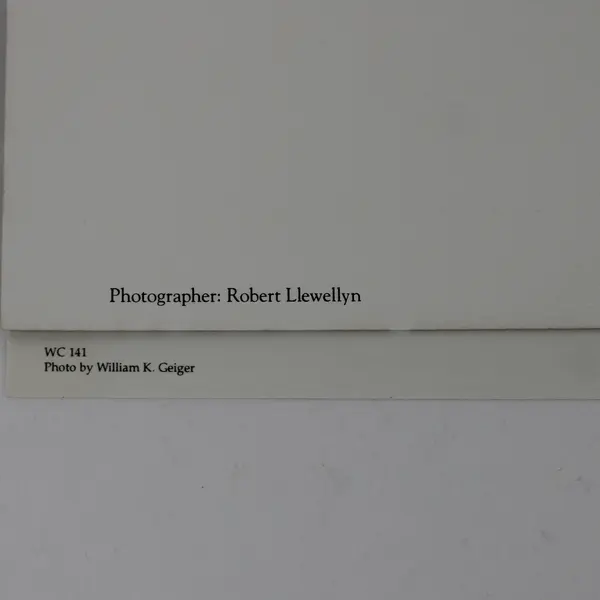 Photographer: Robert Llewellyn
WC 141
Photo by William K. Geiger